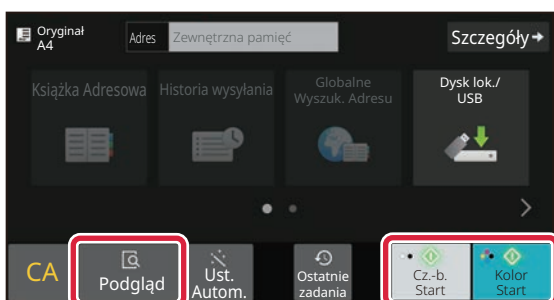 Oryginał
A4
Adres
Zewnętrzna pamięć
Szczegóły
Książka Adresowa
Historia wysyłania
Globalne
Wyszuk. Adresu
Dysk lok./
USB
CA
Podgląd
Ust.
Autom.
Ostatnie
zadania
Cz.-b.
Start
Kolor
Start